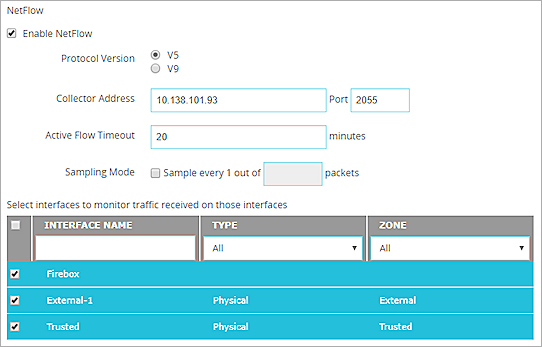 NetFlow
Enable NetFlow
Protocol Version V5
V9
Collector Address 10.138.101.93 Port 2055
Active Flow Timeout 20 minutes
Sampling Mode Sample every 1 out of packets
Select interfaces to monitor traffic received on those interfaces
INTERFACE NAME TYPE ZONE
All All
Firebox
External-1 Physical External
Trusted Physical Trusted